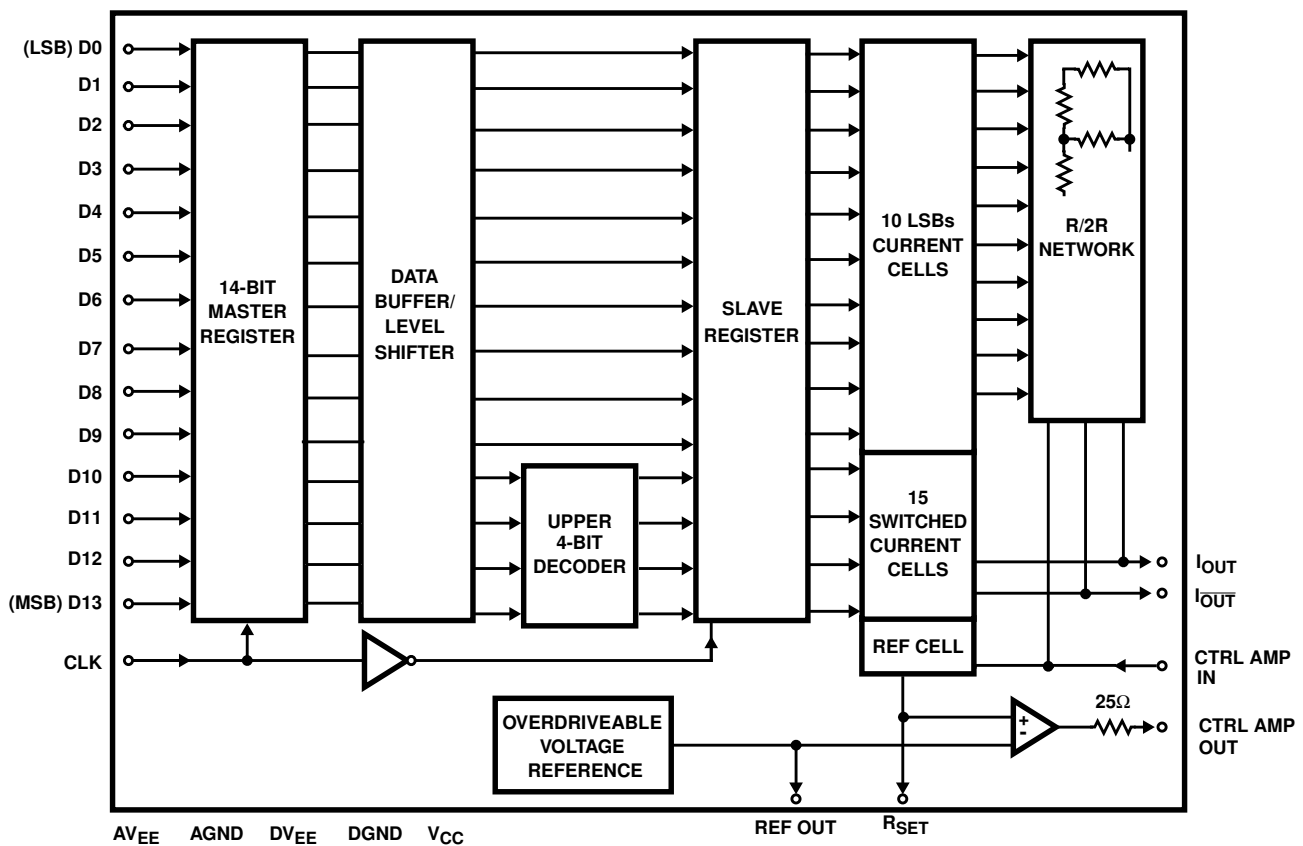 (LSB) D0
D1
D2
D3
D4
D5
D6
D7
D8
D9
D10
D11
D12
(MSB) D13
CLK
14-BIT
MASTER
REGISTER
DATA
BUFFER/
LEVEL
SHIFTER
UPPER
4-BIT
DECODER
SLAVE
REGISTER
10 LSBs
CURRENT
CELLS
15
SWITCHED
CURRENT
CELLS
REF CELL
R/2R
NETWORK
IOUT
I̅O̅U̅T̅
CTRL AMP
IN
25Ω
+
-
CTRL AMP
OUT
OVERDRIVEABLE
VOLTAGE
REFERENCE
REF OUT
RSET
AVEE AGND DVEE DGND VCC